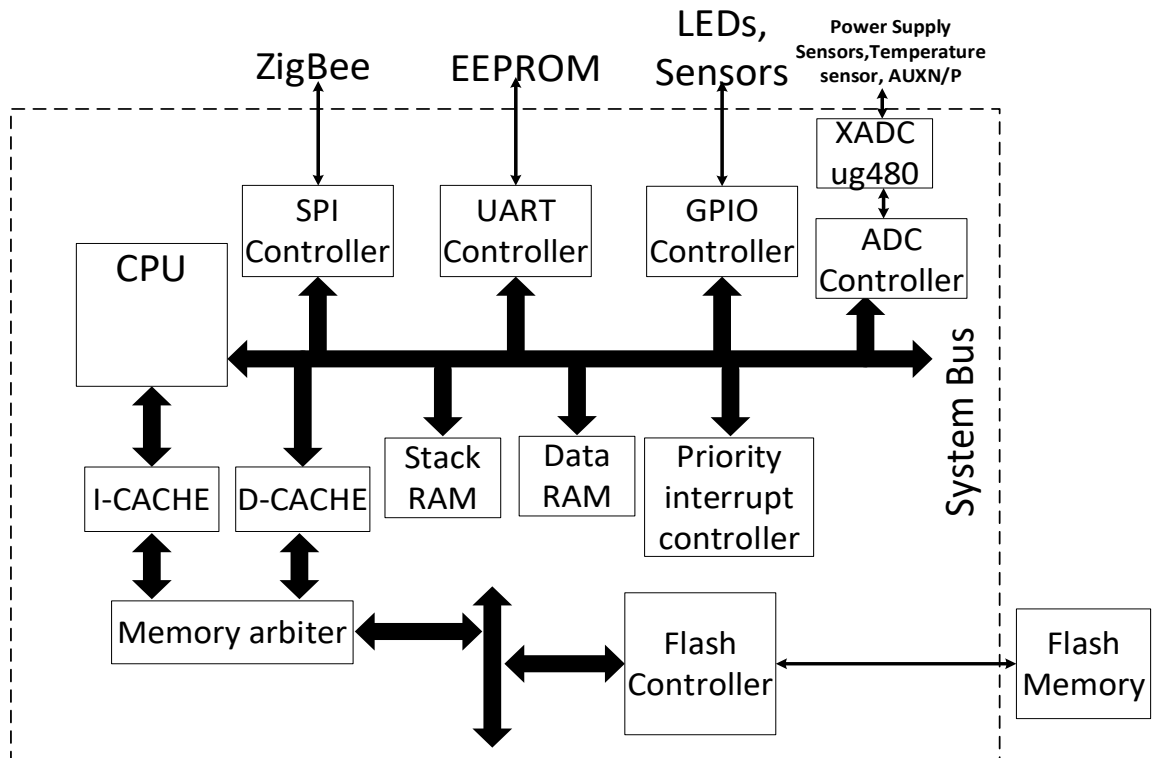 ZigBee
EEPROM
LEDs,
Sensors
Power Supply
Sensors,Temperature
sensor, AUXN/P
XADC
ug480
SPI
Controller
UART
Controller
GPIO
Controller
ADC
Controller
CPU
System Bus
I-CACHE
D-CACHE
Stack
RAM
Data
RAM
Priority
interrupt
controller
Memory arbiter
Flash
Controller
Flash
Memory